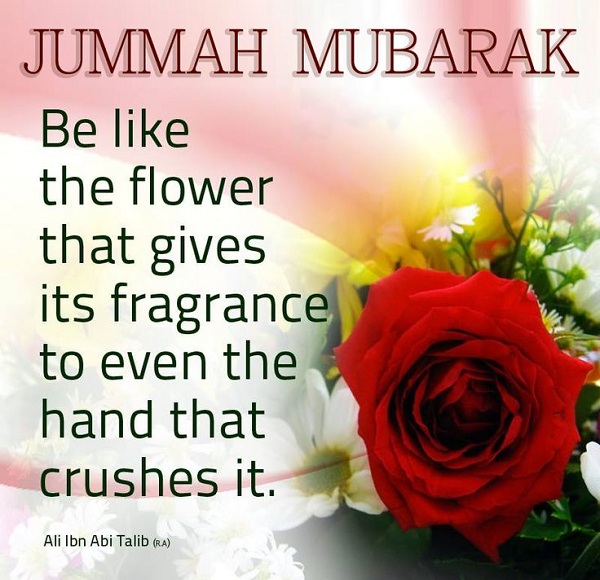 JUMMAH MUBARAK
Be like
the flower
that gives
its fragrance
to even the
hand that
crushes it.
Ali Ibn Abi Talib (R.A)